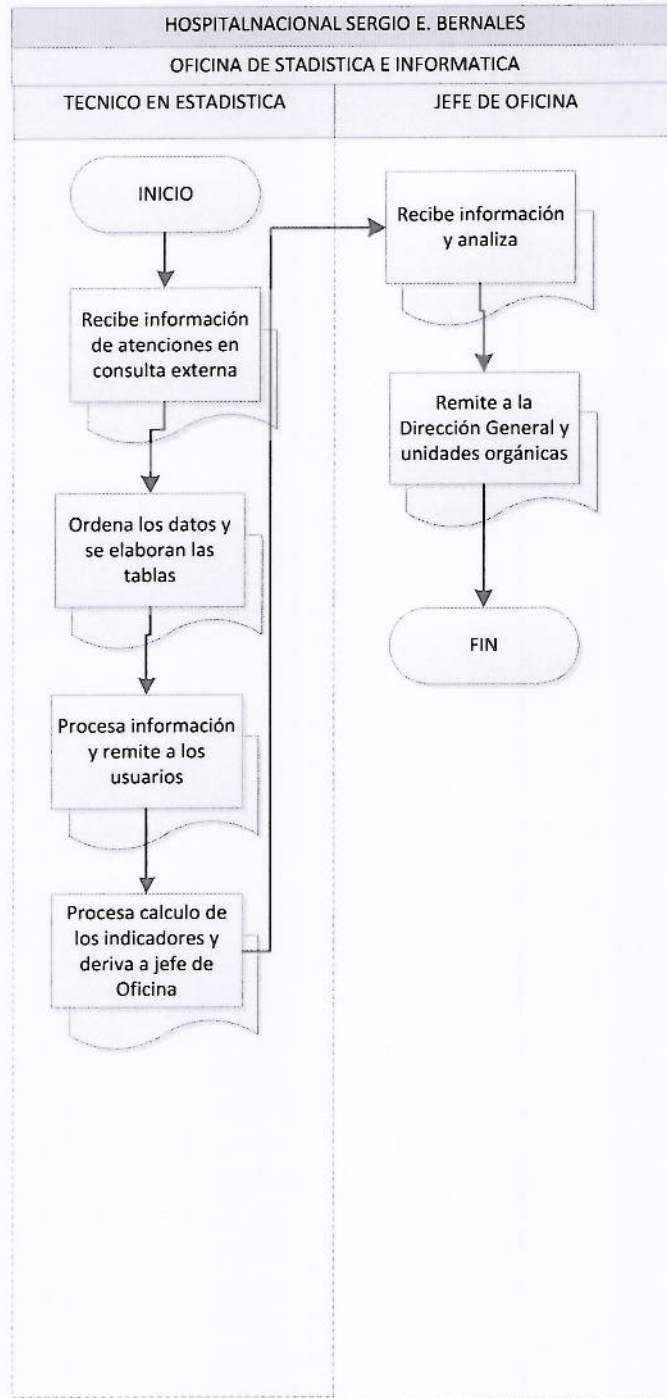 HOSPITALNACIONAL SERGIO E. BERNALES
OFICINA DE STADISTICA E INFORMATICA
TECNICO EN ESTADISTICA
JEFE DE OFICINA
INICIO
Recibe información
de atenciones en
consulta externa
Ordena los datos y
se elaboran las
tablas
Procesa información
y remite a los
usuarios
Procesa calculo de
los indicadores y
deriva a jefe de
Oficina
Recibe información
y analiza
Remite a la
Dirección General y
unidades orgánicas
FIN